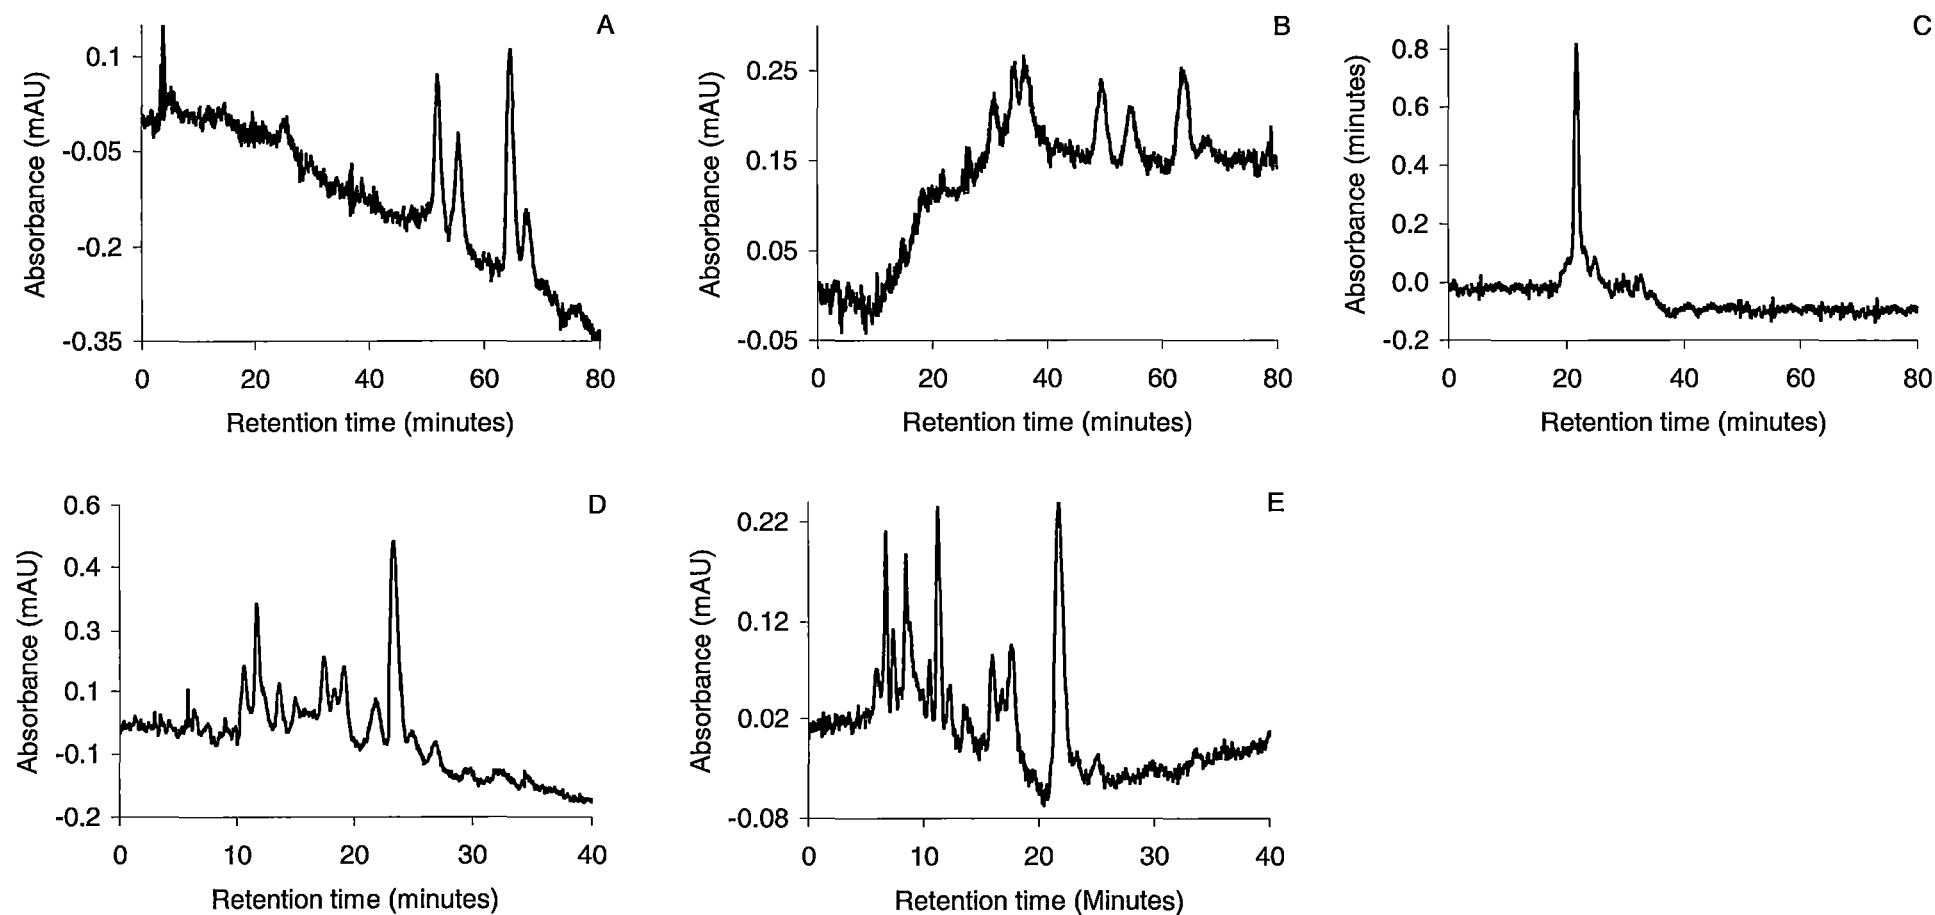 A
Absorbance (mAU)
0.1
-0.05
-0.2
-0.35
0 20 40 60 80
Retention time (minutes)
B
Absorbance (mAU)
0.25
0.15
0.05
-0.05
0 20 40 60 80
Retention time (minutes)
C
Absorbance (minutes)
0.8
0.6
0.4
0.2
0.0
-0.2
0 20 40 60 80
Retention time (minutes)
D
Absorbance (mAU)
0.6
0.4
0.3
0.1
-0.1
-0.2
0 10 20 30 40
Retention time (minutes)
E
Absorbance (mAU)
0.22
0.12
0.02
-0.08
0 10 20 30 40
Retention time (Minutes)